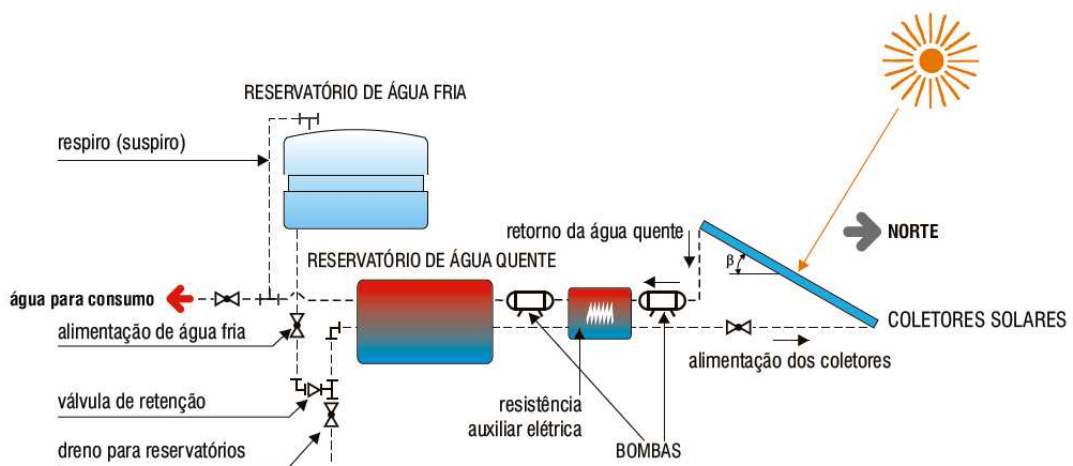 RESERVATÓRIO DE ÁGUA FRIA
respiro (suspiro)
retorno da água quente
NORTE
RESERVATÓRIO DE ÁGUA QUENTE
β
água para consumo
alimentação de água fria
COLETORES SOLARES
alimentação dos coletores
válvula de retenção
resistência
auxiliar elétrica
BOMBAS
dreno para reservatórios